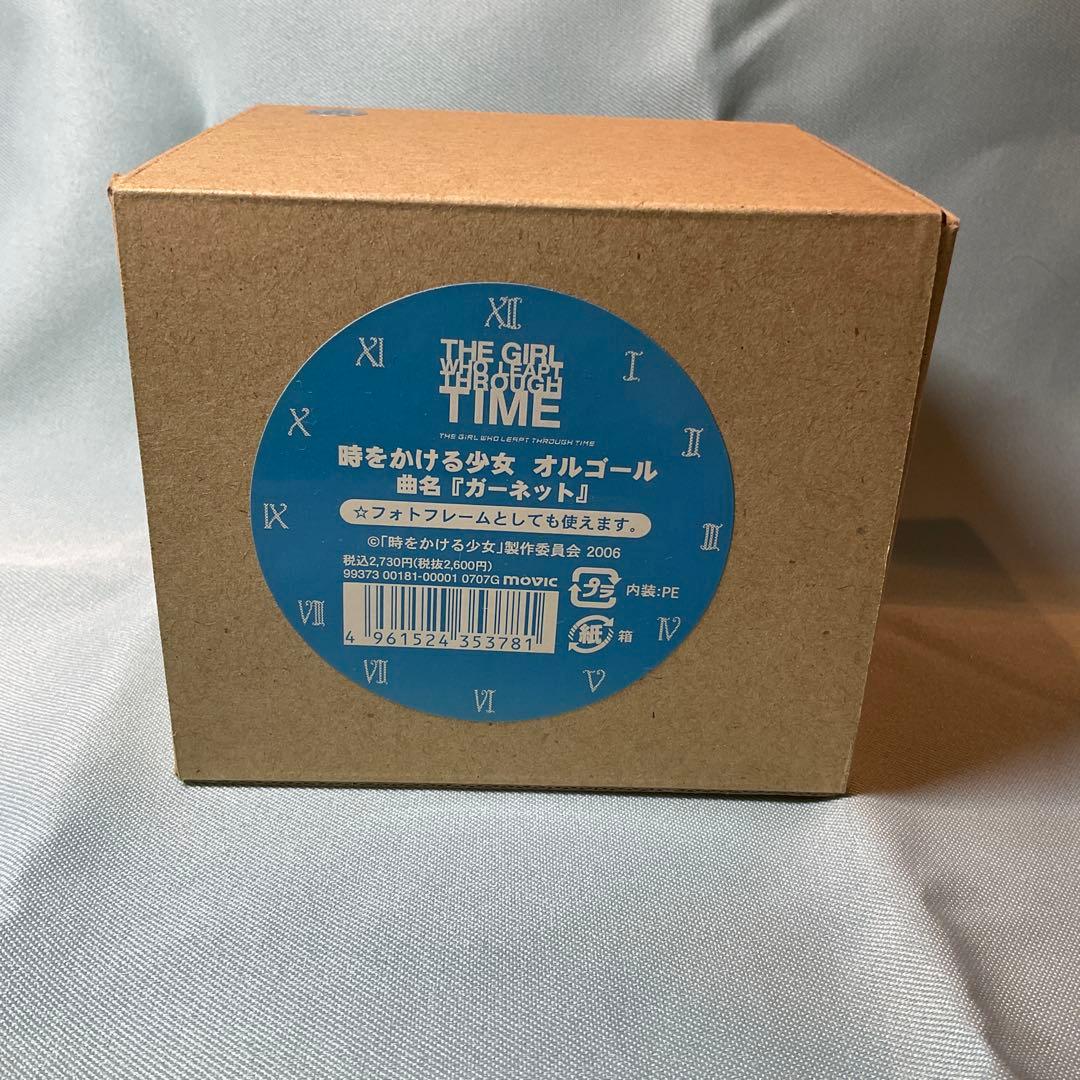 XII
XI
I
THE GIRL
WHO LEAPT
THROUGH
TIME
X
II
THE GIRL WHO LEAPT THROUGH TIME
時をかける少女 オルゴール
曲名『ガーネット』
IX
☆フォトフレームとしても使えます。
III
©「時をかける少女」製作委員会 2006
税込2,730円(税抜2,600円)
99373 00181-00001 0707G movic
プラ 内装:PE
VIII
4 961524 353781
紙 箱
IV
VII
V
VI